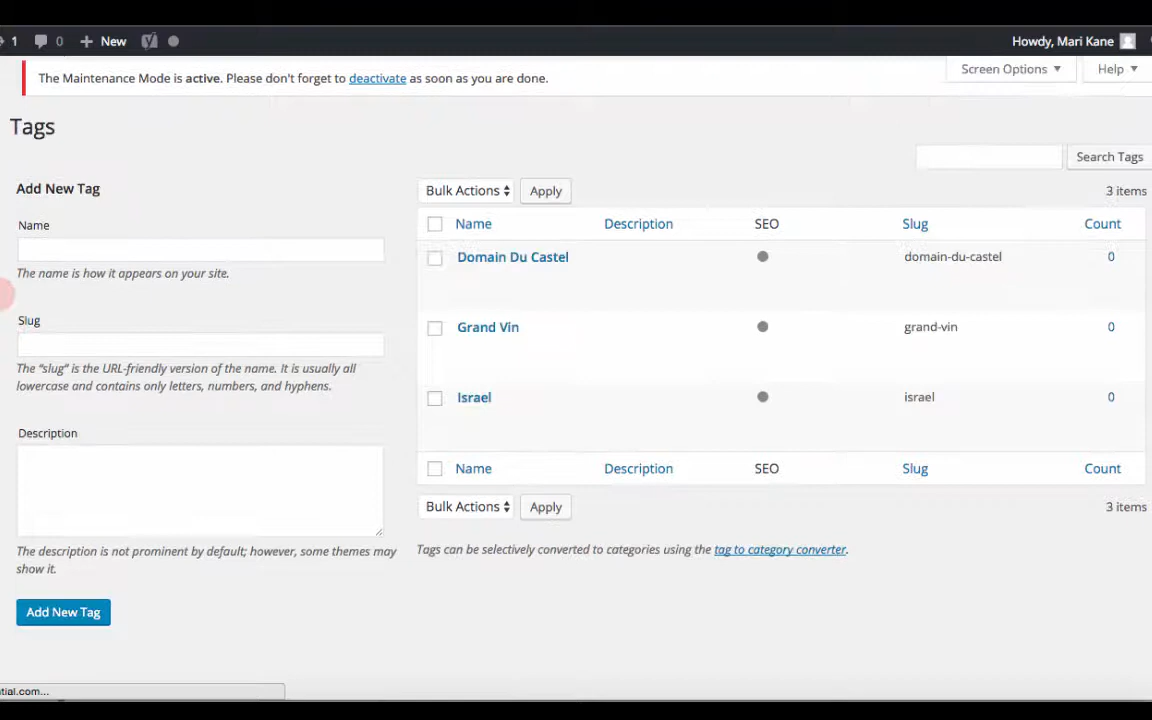 1 0 New Howdy, Mari Kane
The Maintenance Mode is active. Please don't forget to deactivate as soon as you are done.
Screen Options Help
Tags
Search Tags
Add New Tag
Bulk Actions Apply 3 items
Name
Name Description SEO Slug Count
Domain Du Castel domain-du-castel 0
The name is how it appears on your site.
Slug
Grand Vin grand-vin 0
The "slug" is the URL-friendly version of the name. It is usually all
lowercase and contains only letters, numbers, and hyphens.
Israel israel 0
Description
Name Description SEO Slug Count
Bulk Actions Apply 3 items
The description is not prominent by default; however, some themes may
show it.
Tags can be selectively converted to categories using the tag to category converter.
Add New Tag
tial.com...